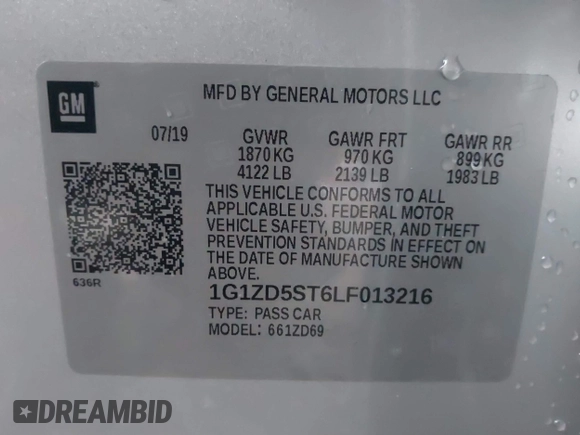 GM
MFD BY GENERAL MOTORS LLC
07/19 GVWR GAWR FRT GAWR RR
1870 KG 970 KG 899 KG
4122 LB 2139 LB 1983 LB
THIS VEHICLE CONFORMS TO ALL
APPLICABLE U.S. FEDERAL MOTOR
VEHICLE SAFETY, BUMPER, AND THEFT
PREVENTION STANDARDS IN EFFECT ON
THE DATE OF MANUFACTURE SHOWN
ABOVE.
636R
1G1ZD5ST6LF013216
TYPE: PASS CAR
MODEL: 661ZD69
DREAMBID